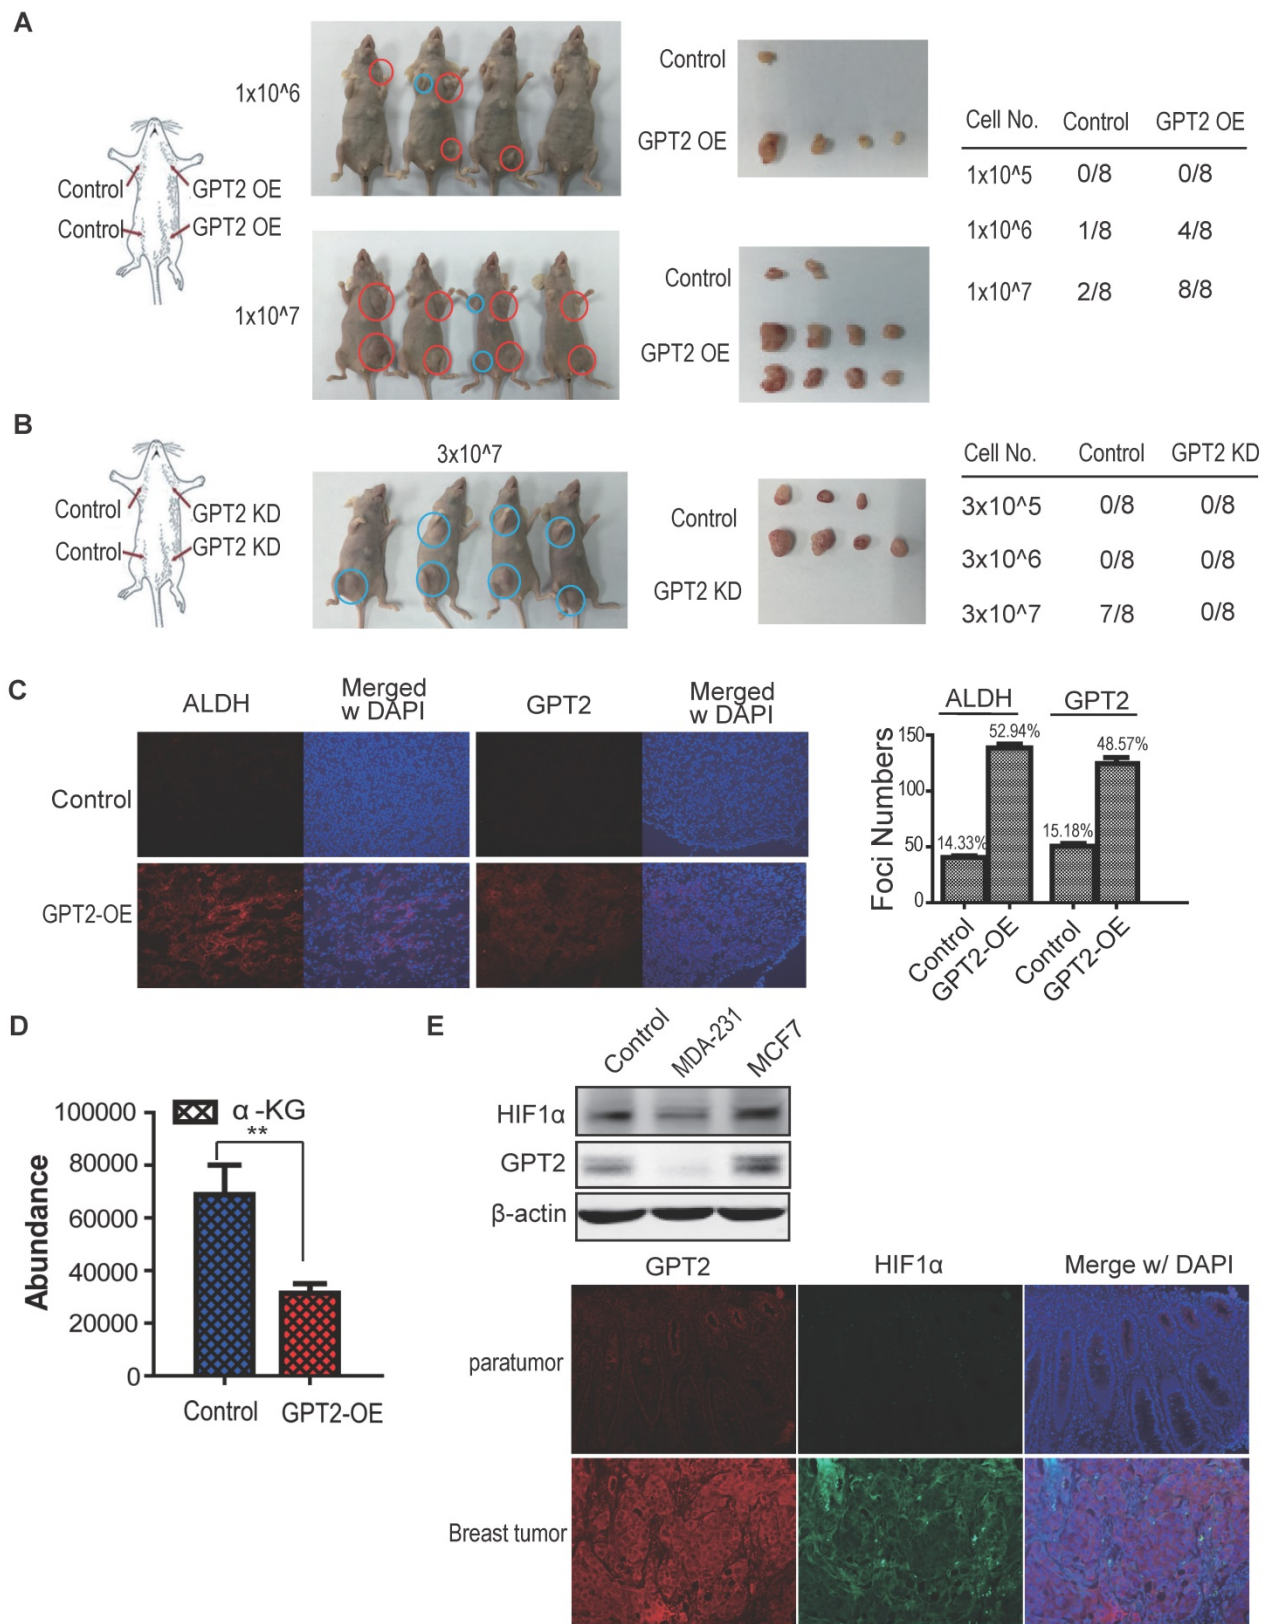 A
1x10^6
Control
GPT2 OE
Control
GPT2 OE
Control
GPT2 OE
Cell No. Control GPT2 OE
1x10^5 0/8 0/8
1x10^6 1/8 4/8
1x10^7 2/8 8/8
1x10^7
Control
GPT2 OE
B
3x10^7
Control
GPT2 KD
Control
GPT2 KD
Control
GPT2 KD
Cell No. Control GPT2 KD
3x10^5 0/8 0/8
3x10^6 0/8 0/8
3x10^7 7/8 0/8
C
ALDH
Merged
w DAPI
GPT2
Merged
w DAPI
Control
GPT2-OE
ALDH GPT2
Foci Numbers
150
100
50
0
14.33%
52.94%
15.18%
48.57%
Control
GPT2-OE
Control
GPT2-OE
D
α-KG
**
Abundance
100000
80000
60000
40000
20000
0
Control GPT2-OE
E
Control MDA-231 MCF7
HIF1α
GPT2
β-actin
GPT2 HIF1α Merge w/ DAPI
paratumor
Breast tumor